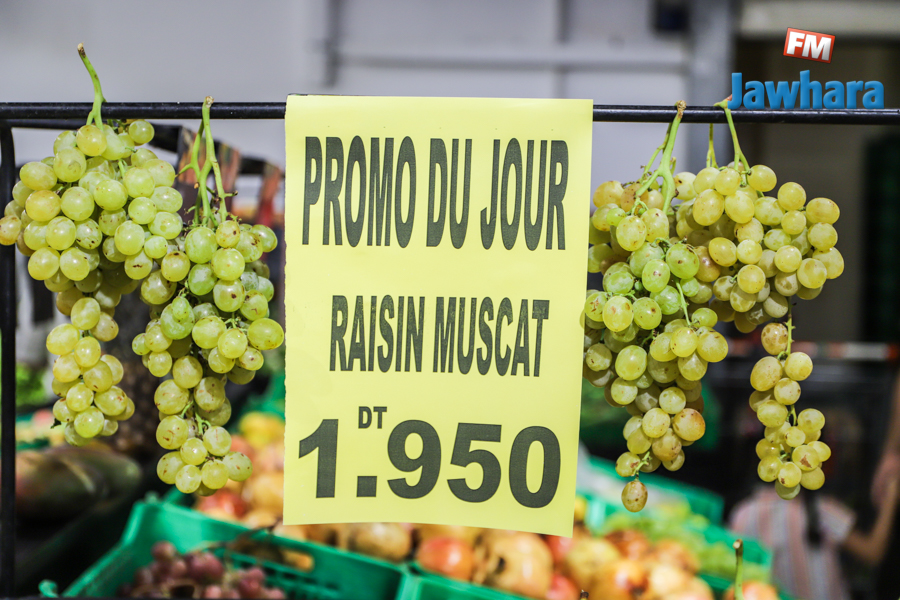 FM
Jawhara
PROMO DU JOUR
RAISIN MUSCAT
DT
1.950